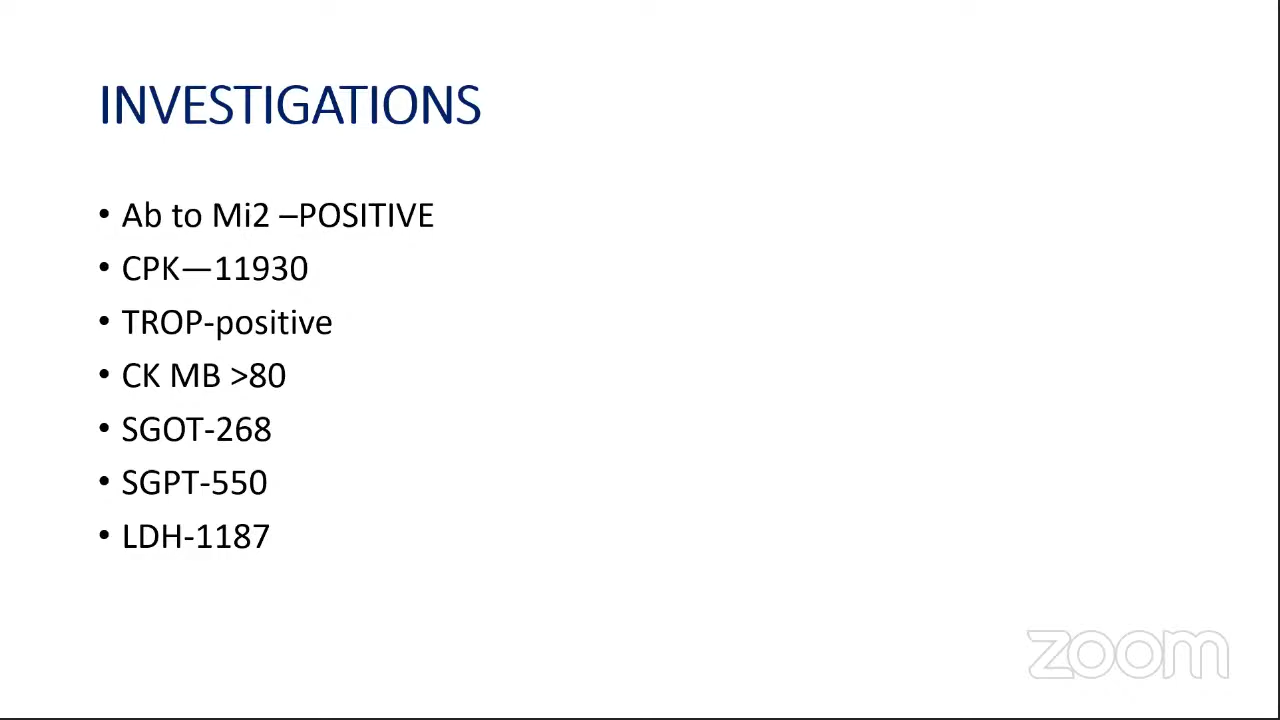 INVESTIGATIONS
• Ab to Mi2 –POSITIVE
• CPK—11930
• TROP-positive
• CK MB >80
• SGOT-268
• SGPT-550
• LDH-1187
zoom